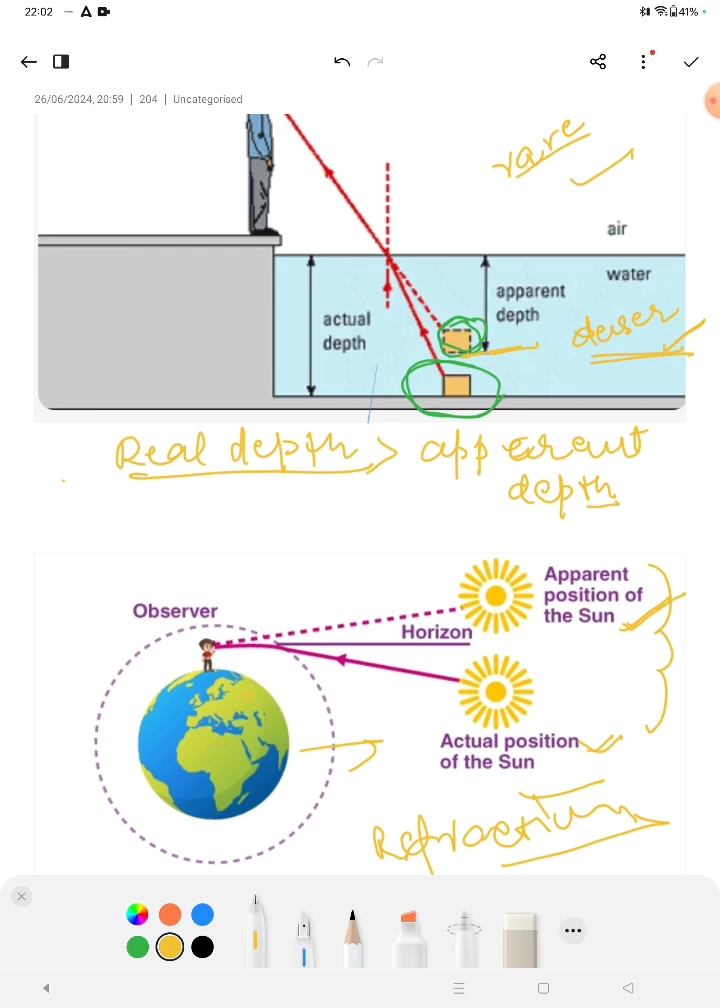 22:02
41%
26/06/2024, 20:59 | 204 | Uncategorised
rare
air
water
actual
depth
apparent
depth
denser
Real depth > apparent
depth
Observer
Horizon
Apparent
position of
the Sun
Actual position
of the Sun
Refraction